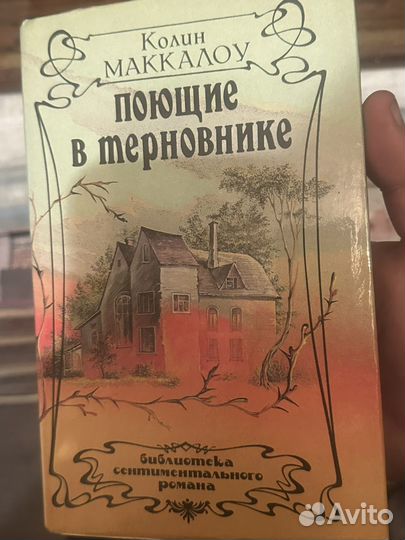 Колин
МАККАЛОУ
ПОЮЩИЕ
в терновнике
библиотека
сентиментального
романа
Avito